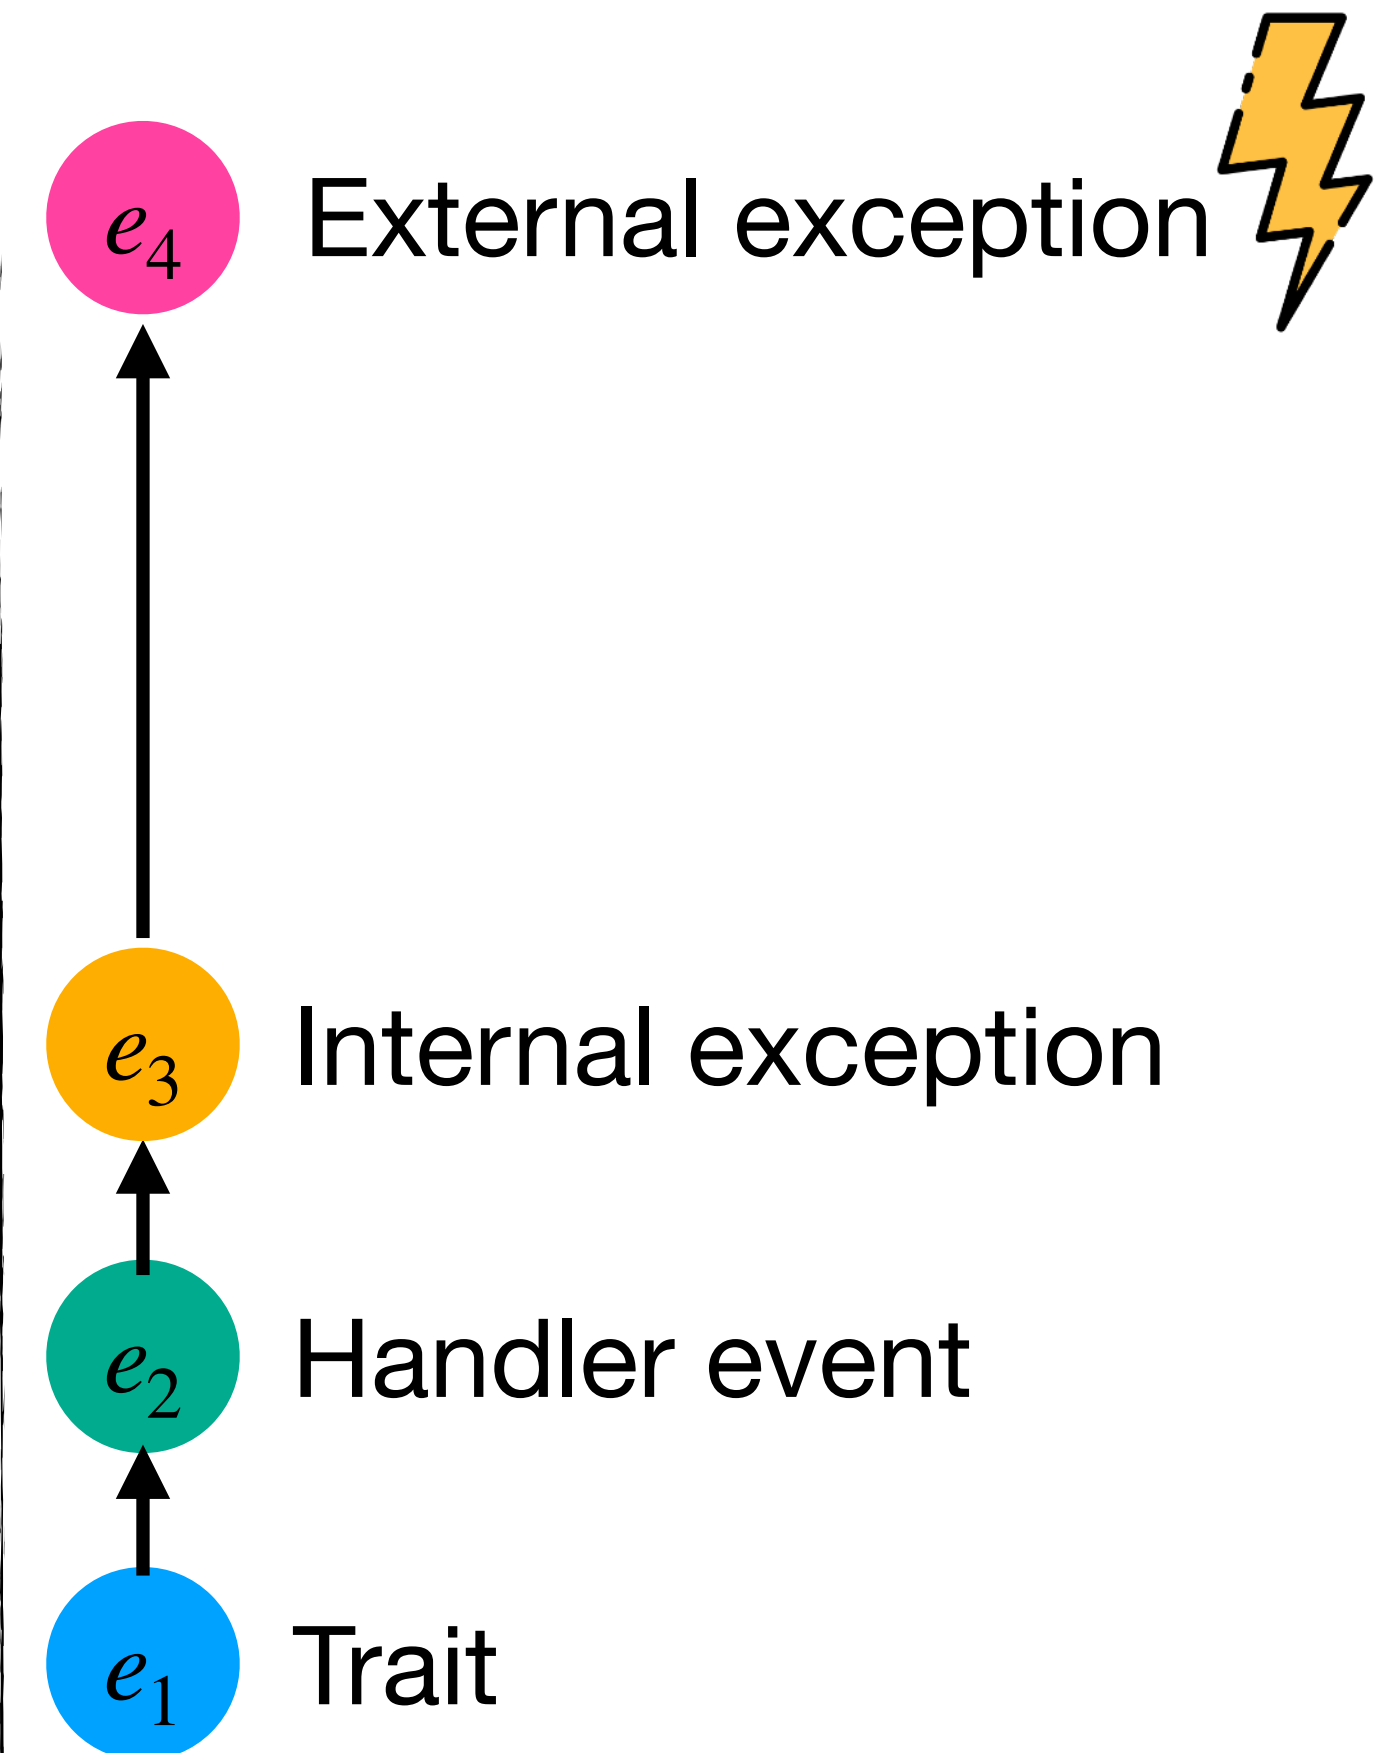 e4 External exception
e3 Internal exception
e2 Handler event
e1 Trait